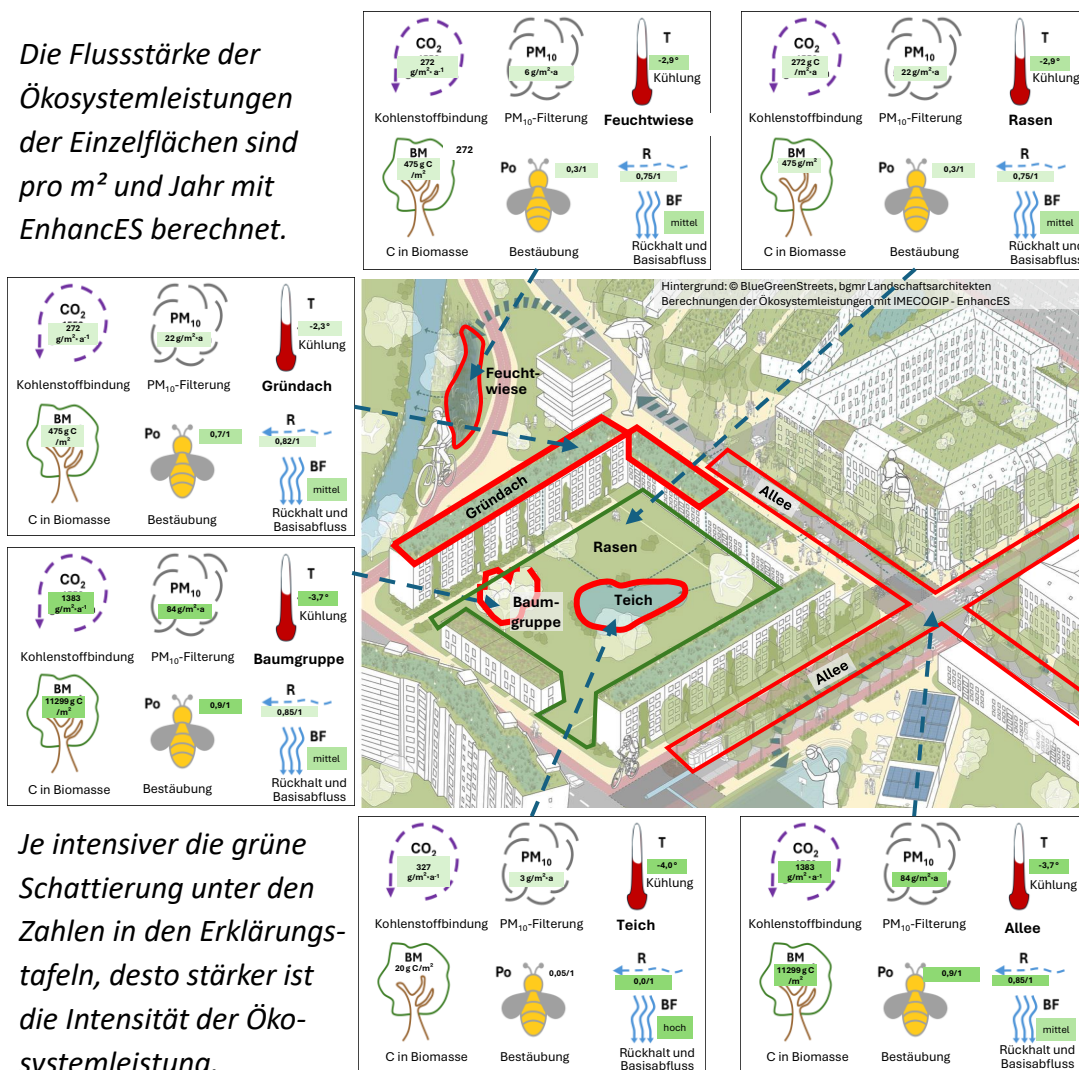 Die Flussstärke der
Ökosystemleistungen
der Einzelflächen sind
pro m² und Jahr mit
EnhancES berechnet.
CO₂
272
g/m²·a⁻¹
Kohlenstoffbindung
PM₁₀
6 g/m²·a
PM₁₀-Filterung
T
-2,9°
Kühlung
Feuchtwiese
BM
475 g C
/m²
272
C in Biomasse
Po
0,3/1
Bestäubung
R
0,75/1
BF
mittel
Rückhalt und
Basisabfluss
CO₂
272 g C
/m²·a
Kohlenstoffbindung
PM₁₀
22 g/m²·a
PM₁₀-Filterung
T
-2,9°
Kühlung
Rasen
BM
475 g/m²
C in Biomasse
Po
0,3/1
Bestäubung
R
0,75/1
BF
mittel
Rückhalt und
Basisabfluss
CO₂
272
g/m²·a⁻¹
Kohlenstoffbindung
PM₁₀
22 g/m²·a
PM₁₀-Filterung
T
-2,3°
Kühlung
Gründach
BM
475 g C
/m²
C in Biomasse
Po
0,7/1
Bestäubung
R
0,82/1
BF
mittel
Rückhalt und
Basisabfluss
Hintergrund: © BlueGreenStreets, bgmr Landschaftsarchitekten
Berechnungen der Ökosystemleistungen mit IMECOGIP - EnhancES
Feucht-
wiese
Gründach
Allee
Rasen
Baum-
gruppe
Teich
Allee
CO₂
1383
g/m²·a⁻¹
Kohlenstoffbindung
PM₁₀
84 g/m²·a
PM₁₀-Filterung
T
-3,7°
Kühlung
Baumgruppe
BM
11299 g C
/m²
C in Biomasse
Po
0,9/1
Bestäubung
R
0,85/1
BF
mittel
Rückhalt und
Basisabfluss
Je intensiver die grüne
Schattierung unter den
Zahlen in den Erklärungs-
tafeln, desto stärker ist
die Intensität der Öko-
systemleistung.
CO₂
327
g/m²·a⁻¹
Kohlenstoffbindung
PM₁₀
3 g/m²·a
PM₁₀-Filterung
T
-4,0°
Kühlung
Teich
BM
20 g C/m²
C in Biomasse
Po
0,05/1
Bestäubung
R
0,0/1
BF
hoch
Rückhalt und
Basisabfluss
CO₂
1383
g/m²·a⁻¹
Kohlenstoffbindung
PM₁₀
84 g/m²·a
PM₁₀-Filterung
T
-3,7°
Kühlung
Allee
BM
11299 g C
/m²
C in Biomasse
Po
0,9/1
Bestäubung
R
0,85/1
BF
mittel
Rückhalt und
Basisabfluss